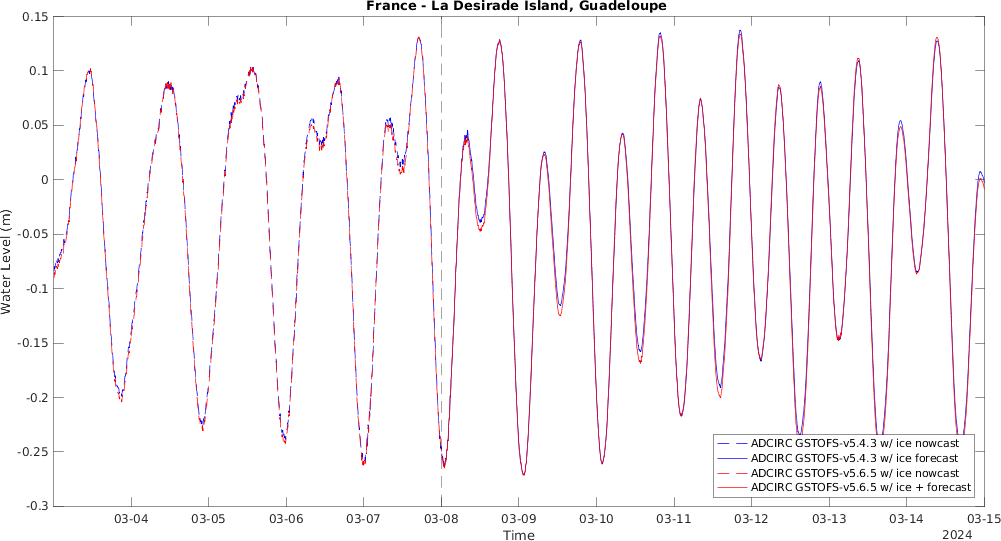 France - La Desirade Island, Guadeloupe
0.15
0.1
0.05
0
-0.05
-0.1
-0.15
-0.2
-0.25
-0.3
Water Level (m)
03-04 03-05 03-06 03-07 03-08 03-09 03-10 03-11 03-12 03-13 03-14 03-15
Time
2024
ADCIRC GSTOFS-v5.4.3 w/ ice nowcast
ADCIRC GSTOFS-v5.4.3 w/ ice forecast
ADCIRC GSTOFS-v5.6.5 w/ ice nowcast
ADCIRC GSTOFS-v5.6.5 w/ ice + forecast